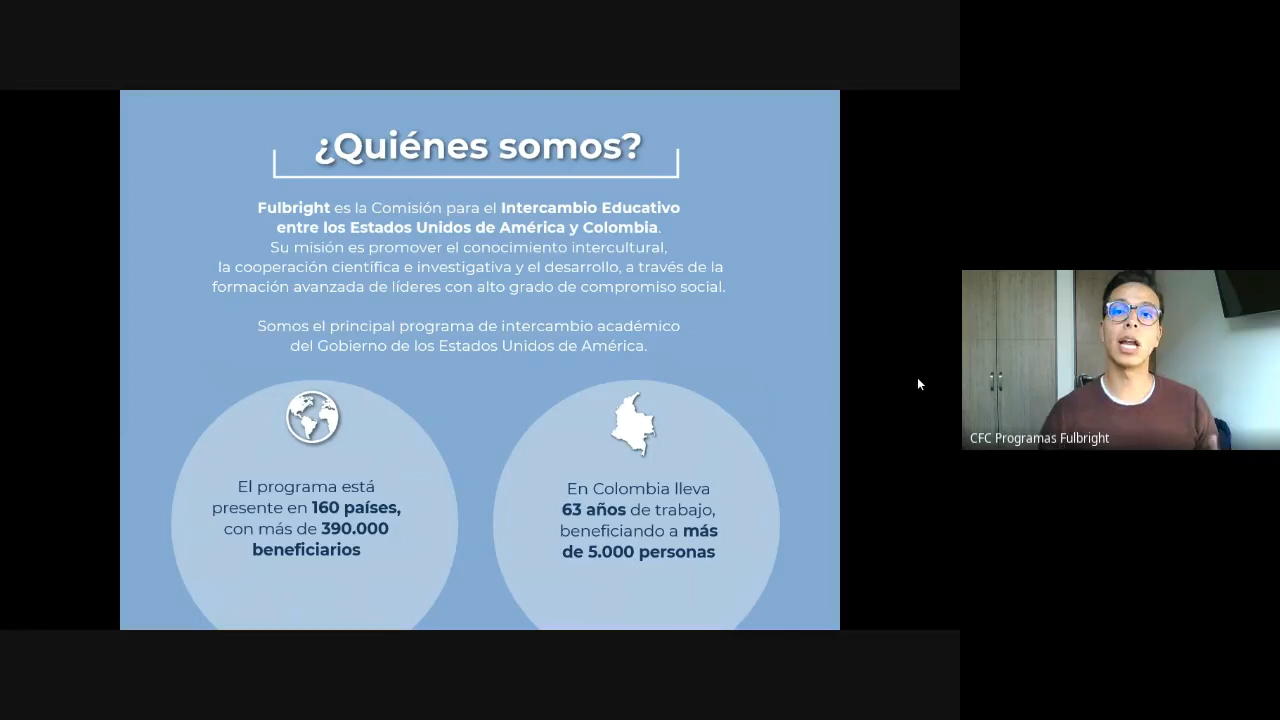 ¿Quiénes somos?
Fulbright es la Comisión para el Intercambio Educativo
entre los Estados Unidos de América y Colombia.
Su misión es promover el conocimiento intercultural,
la cooperación científica e investigativa y el desarrollo, a través de la
formación avanzada de líderes con alto grado de compromiso social.
Somos el principal programa de intercambio académico
del Gobierno de los Estados Unidos de América.
El programa está
presente en 160 países,
con más de 390.000
beneficiarios
En Colombia lleva
63 años de trabajo,
beneficiando a más
de 5.000 personas
CFC Programas Fulbright